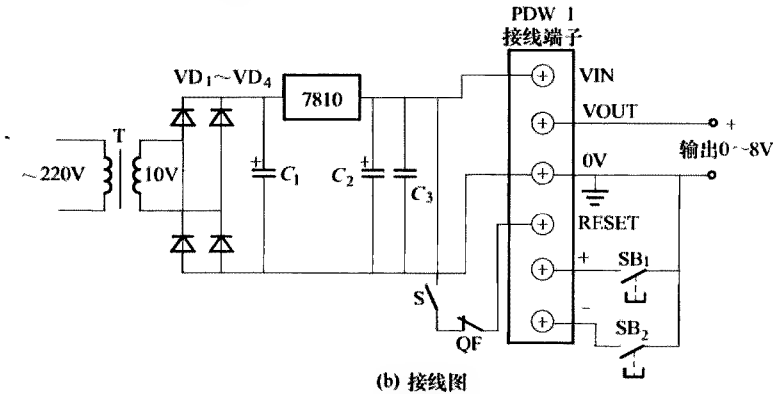 PDW 1
接线端子
VD₁～VD₄
7810
VIN
VOUT
+
T
～220V
10V
+
C₁
+
C₂
C₃
0V
输出0～8V
RESET
S
QF
+
SB₁
−
SB₂
(b) 接线图